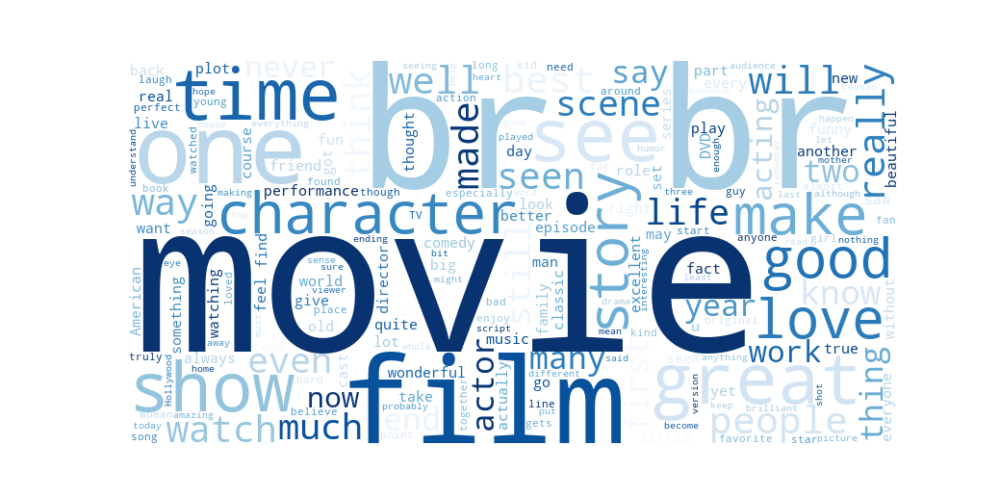 back
plot
never
laugh
time
hope
young
real
perfect
live
br br
well
best
seeing
long
heart
kid
need
action
say
part
audience
every
will
new
reason
really
scene
around
series
acting
funny
happen
let
beautiful
one
understand
watched
course
everything
fun
got
friend
found
think
thought
made
played
day
see
humor
far
role
set
play
DVD
enough
another
mother
two
almost
book
way
want
going
making
performance
though
especially
seen
three
guy
last
although
saw
fan
top
season
character
TV
look
better
episode
story
right
life
make
may
start
anyone
read
girl
nothing
movie
American
eye
something
watching
loved
feel
find
sense
sure
viewer
world
give
place
old
ending
director
comedy
bit
big
might
still
man
family
classic
excellent
interesting
drama
mean
kind
fact
least
year
u
original
good
know
love
without
quite
lot
bad
enjoy
script
music
truly
away
home
always
even
hard
cast
whole
wonderful
actor
actually
many
said
different
first
seem
anything
work
true
thing
everyone
Hollywood
show
now
take
probably
film
together
go
line
put
gets
great
version
yet
keep
brilliant
shot
woman
amazing
today
song
watch
much
believe
point
end
little
become
people
favorite
star
picture